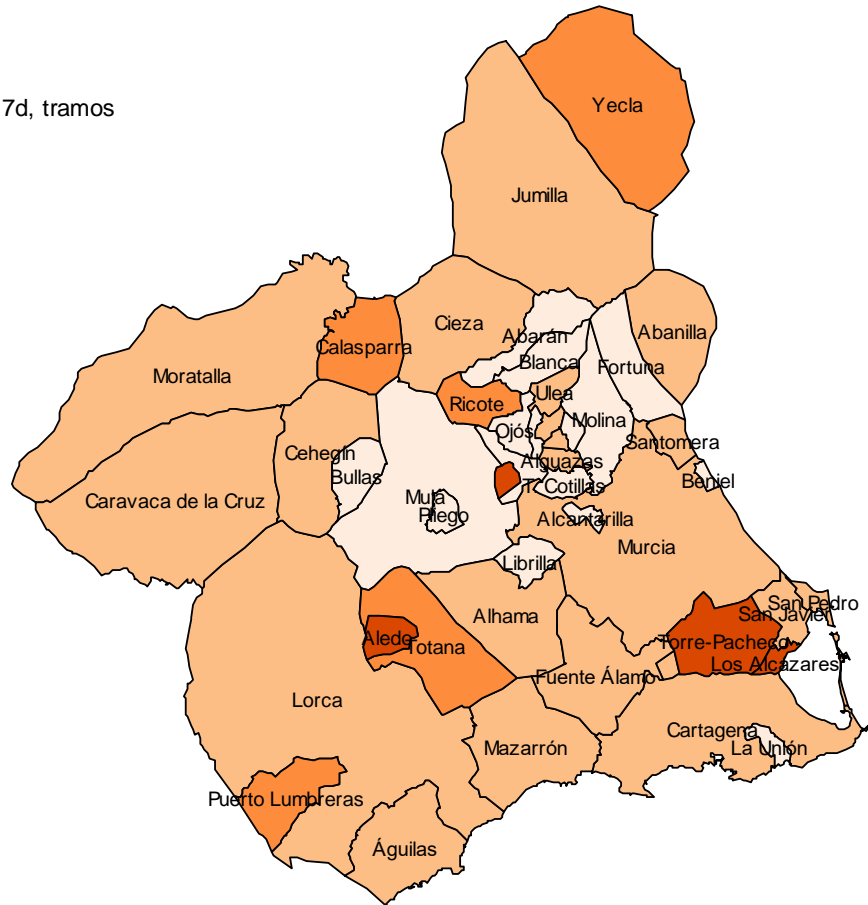 Yecla
7d, tramos
Jumilla
Cieza
Abarán
Abanilla
Calasparra
Blanca
Fortuna
Moratalla
Ulea
Ricote
Molina
Ojós
Santomera
Cehegín
Alguazas
Bullas
Beniel
T. Cotillas
Caravaca de la Cruz
Mula
Pliego
Alcantarilla
Murcia
Librilla
San Pedro
Alhama
San Javier
Aledo
Totana
Torre-Pacheco
Los Alcázares
Fuente Álamo
Lorca
Cartagena
Mazarrón
La Unión
Puerto Lumbreras
Águilas